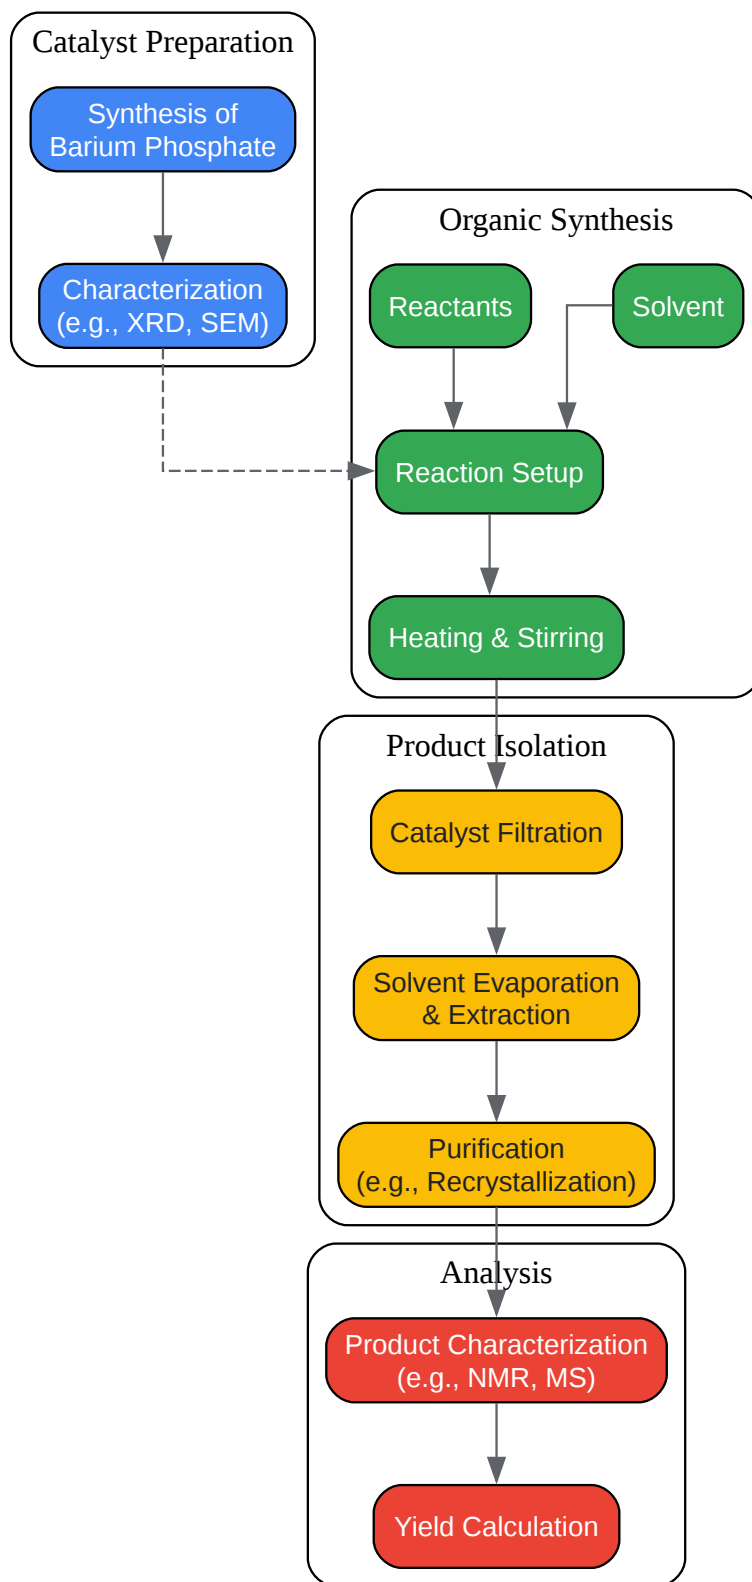 Catalyst Preparation
Synthesis of
Barium Phosphate
Characterization
(e.g., XRD, SEM)
Organic Synthesis
Reactants
Solvent
Reaction Setup
Heating & Stirring
Product Isolation
Catalyst Filtration
Solvent Evaporation
& Extraction
Purification
(e.g., Recrystallization)
Analysis
Product Characterization
(e.g., NMR, MS)
Yield Calculation